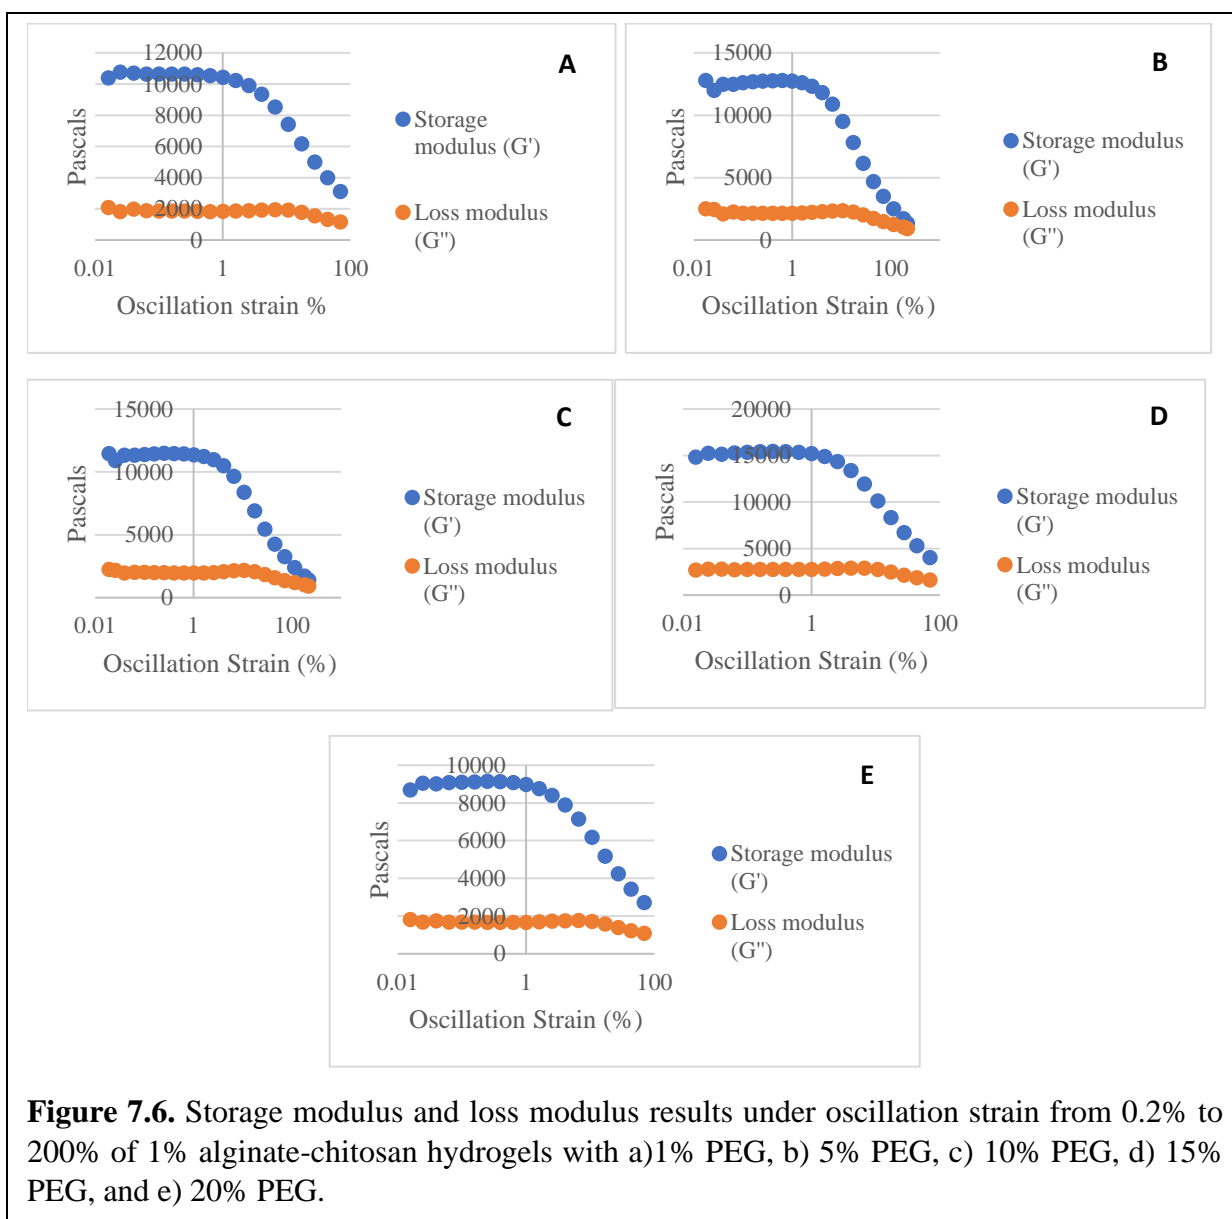 A
12000
10000
8000
6000
4000
2000
0
0.01 1 100
Pascals
Oscillation strain %
Storage
modulus (G')
Loss modulus
(G")
B
15000
10000
5000
0
0.01 1 100
Pascals
Oscillation Strain (%)
Storage modulus
(G')
Loss modulus
(G")
C
15000
10000
5000
0
0.01 1 100
Pascals
Oscillation Strain (%)
Storage modulus
(G')
Loss modulus
(G")
D
20000
15000
10000
5000
0
0.01 1 100
Pascals
Oscillation Strain (%)
Storage modulus
(G')
Loss modulus
(G")
E
10000
8000
6000
4000
2000
0
0.01 1 100
Pascals
Oscillation Strain (%)
Storage modulus
(G')
Loss modulus
(G")
Figure 7.6. Storage modulus and loss modulus results under oscillation strain from 0.2% to
200% of 1% alginate-chitosan hydrogels with a)1% PEG, b) 5% PEG, c) 10% PEG, d) 15%
PEG, and e) 20% PEG.